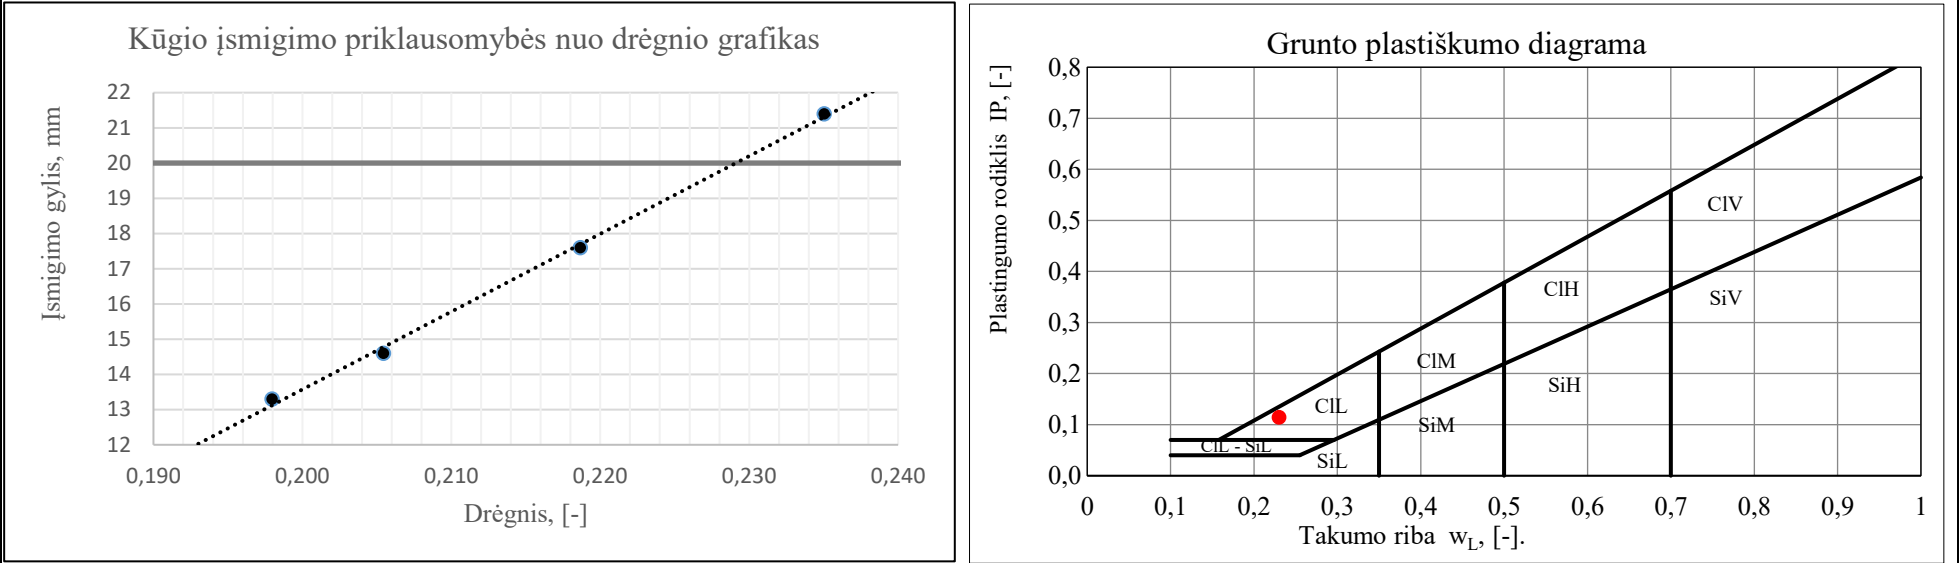 Kūgio įsmigimo priklausomybės nuo drėgnio grafikas
Įsmigimo gylis, mm
22
21
20
19
18
17
16
15
14
13
12
0,190 0,200 0,210 0,220 0,230 0,240
Drėgnis, [-]
Grunto plastiškumo diagrama
Plastingumo rodiklis IP, [-]
0,8
0,7
0,6
0,5
0,4
0,3
0,2
0,1
0,0
ClV
ClH
SiV
ClM
SiH
ClL
SiM
ClL - SiL
SiL
0 0,1 0,2 0,3 0,4 0,5 0,6 0,7 0,8 0,9 1
Takumo riba wL, [-].